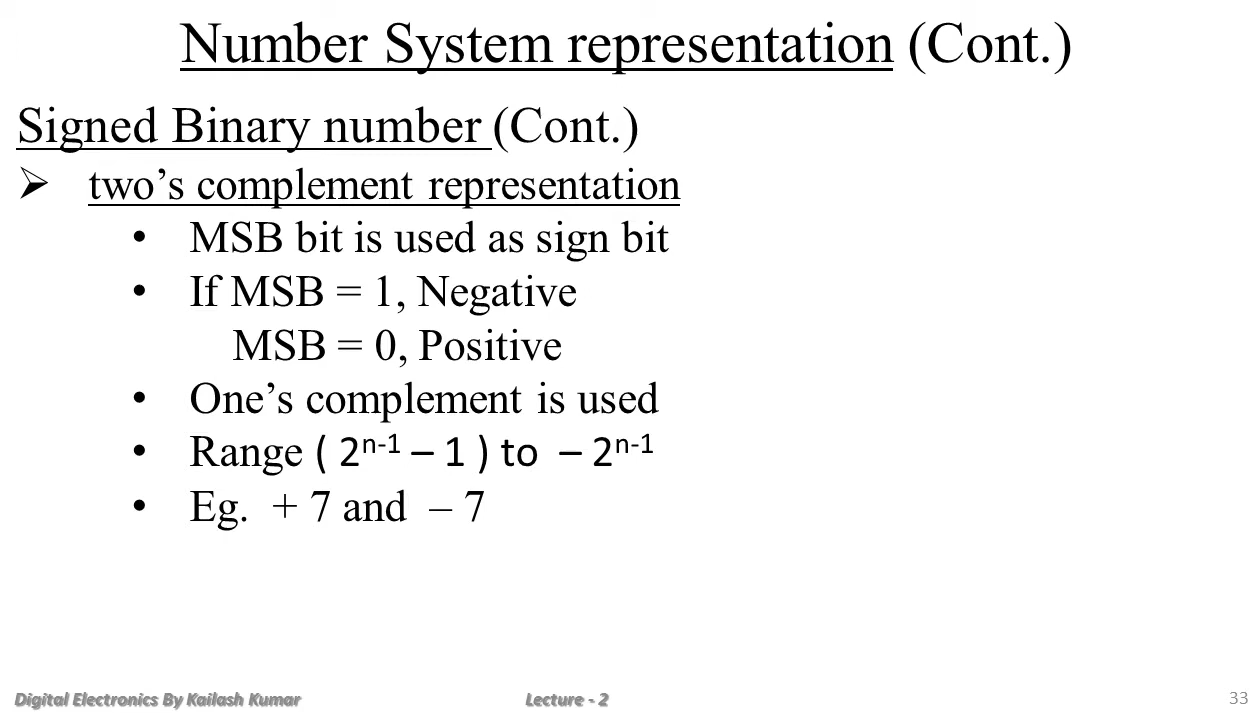 Number System representation (Cont.)
Signed Binary number (Cont.)
➢ two’s complement representation
• MSB bit is used as sign bit
• If MSB = 1, Negative
MSB = 0, Positive
• One’s complement is used
• Range ( 2ⁿ⁻¹ – 1 ) to – 2ⁿ⁻¹
• Eg. + 7 and – 7
Digital Electronics By Kailash Kumar
Lecture - 2
33